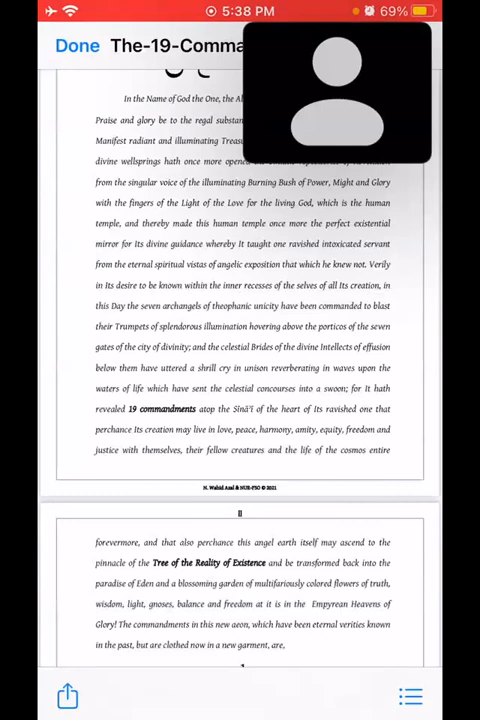 5:38 PM
69%
Done The-19-Comma
In the Name of God the One, the Al
Praise and glory be to the regal substan
Manifest radiant and illuminating Treasu
divine wellsprings hath once more opened
from the singular voice of the illuminating Burning Bush of Power, Might and Glory
with the fingers of the Light of the Love for the living God, which is the human
temple, and thereby made this human temple once more the perfect existential
mirror for Its divine guidance whereby It taught one ravished intoxicated servant
from the eternal spiritual vistas of angelic exposition that which he knew not. Verily
in Its desire to be known within the inner recesses of the selves of all Its creation, in
this Day the seven archangels of theophanic unicity have been commanded to blast
their Trumpets of splendorous illumination hovering above the porticos of the seven
gates of the city of divinity; and the celestial Brides of the divine Intellects of effusion
below them have uttered a shrill cry in unison reverberating in waves upon the
waters of life which have sent the celestial concourses into a swoon; for It hath
revealed 19 commandments atop the Sīnā'ī of the heart of Its ravished one that
perchance Its creation may live in love, peace, harmony, amity, equity, freedom and
justice with themselves, their fellow creatures and the life of the cosmos entire
N. Wahid Azal & NUR-FSO © 2021
forevermore, and that also perchance this angel earth itself may ascend to the
pinnacle of the Tree of the Reality of Existence and be transformed back into the
paradise of Eden and a blossoming garden of multifariously colored flowers of truth,
wisdom, light, gnoses, balance and freedom at it is in the Empyrean Heavens of
Glory! The commandments in this new aeon, which have been eternal verities known
in the past, but are clothed now in a new garment, are,